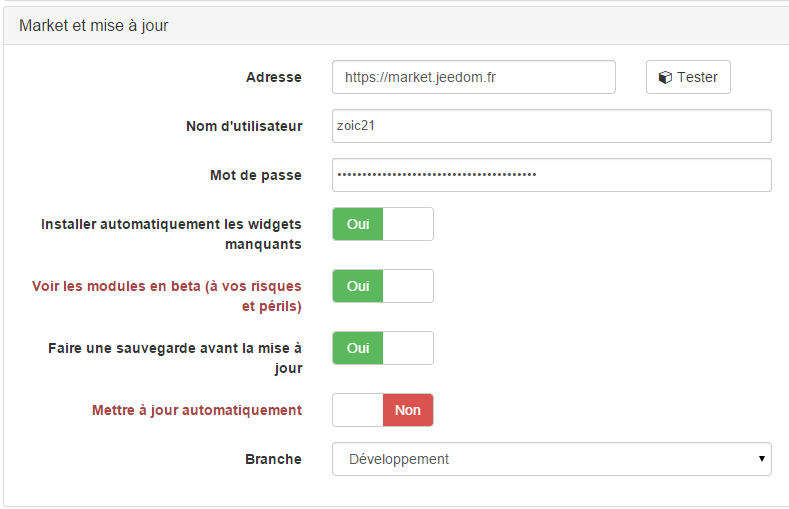 Market et mise à jour
Adresse
https://market.jeedom.fr
Tester
Nom d'utilisateur
zoic21
Mot de passe
••••••••••••••••••••••••••••••••••••••••
Installer automatiquement les widgets
manquants
Oui
Voir les modules en beta (à vos risques
et périls)
Oui
Faire une sauvegarde avant la mise à
jour
Oui
Mettre à jour automatiquement
Non
Branche
Développement